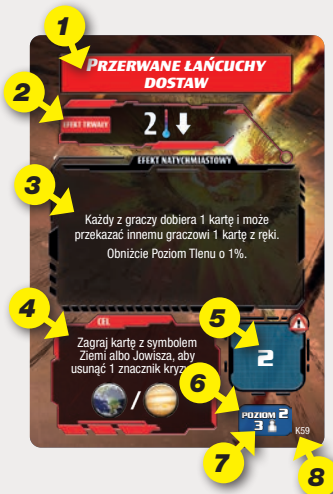 1
PRZERWANE ŁAŃCUCHY
DOSTAW
2
EFEKT TRWAŁY
2
EFEKT NATYCHMIASTOWY
3
Każdy z graczy dobiera 1 kartę i może
przekazać innemu graczowi 1 kartę z ręki.
Obniżcie Poziom Tlenu o 1%.
4
CEL
5
Zagraj kartę z symbolem
Ziemi albo Jowisza, aby
usunąć 1 znacznik kryzy
2
/
6
POZIOM 2
3
K59
7
8